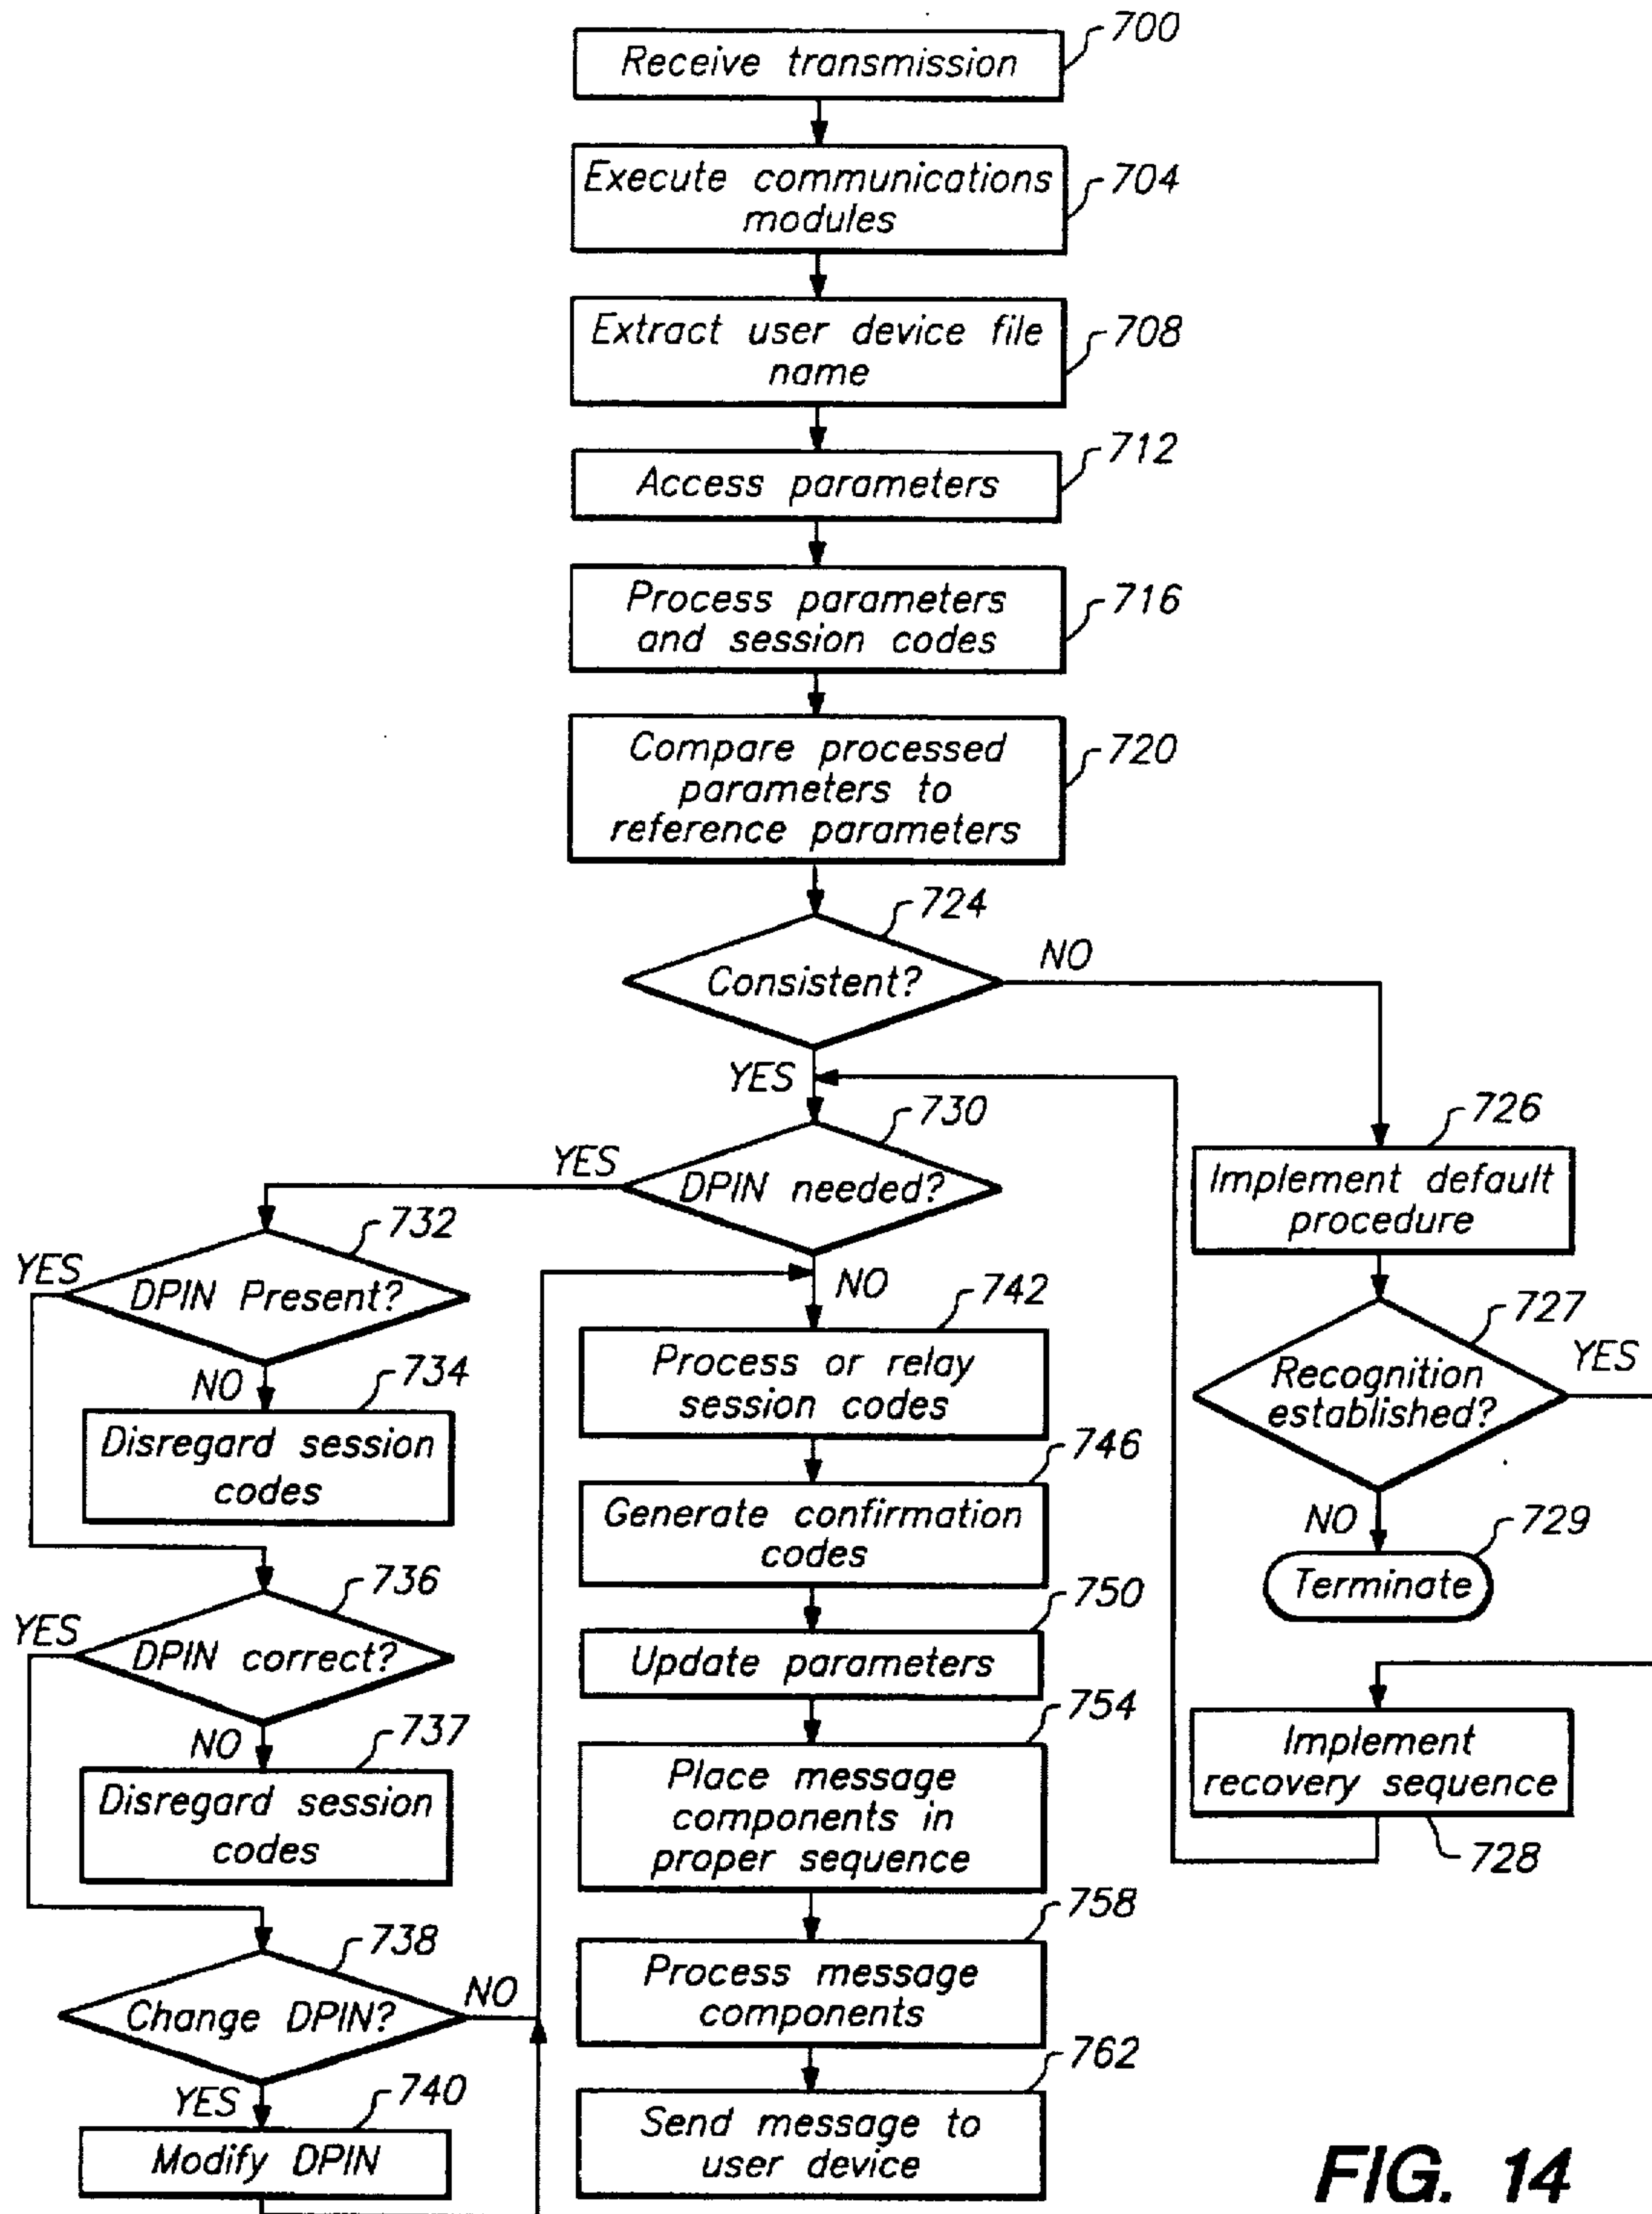 700
Receive transmission
704
Execute communications
modules
708
Extract user device file
name
712
Access parameters
716
Process parameters
and session codes
720
Compare processed
parameters to
reference parameters
724
Consistent?
NO
YES
730
DPIN needed?
YES
NO
726
Implement default
procedure
727
Recognition
established?
YES
NO
729
Terminate
Implement
recovery sequence
728
732
DPIN Present?
YES
NO
734
Disregard session
codes
736
DPIN correct?
YES
NO
737
Disregard session
codes
738
Change DPIN?
NO
YES
740
Modify DPIN
742
Process or relay
session codes
746
Generate confirmation
codes
750
Update parameters
754
Place message
components in
proper sequence
758
Process message
components
762
Send message to
user device
FIG. 14